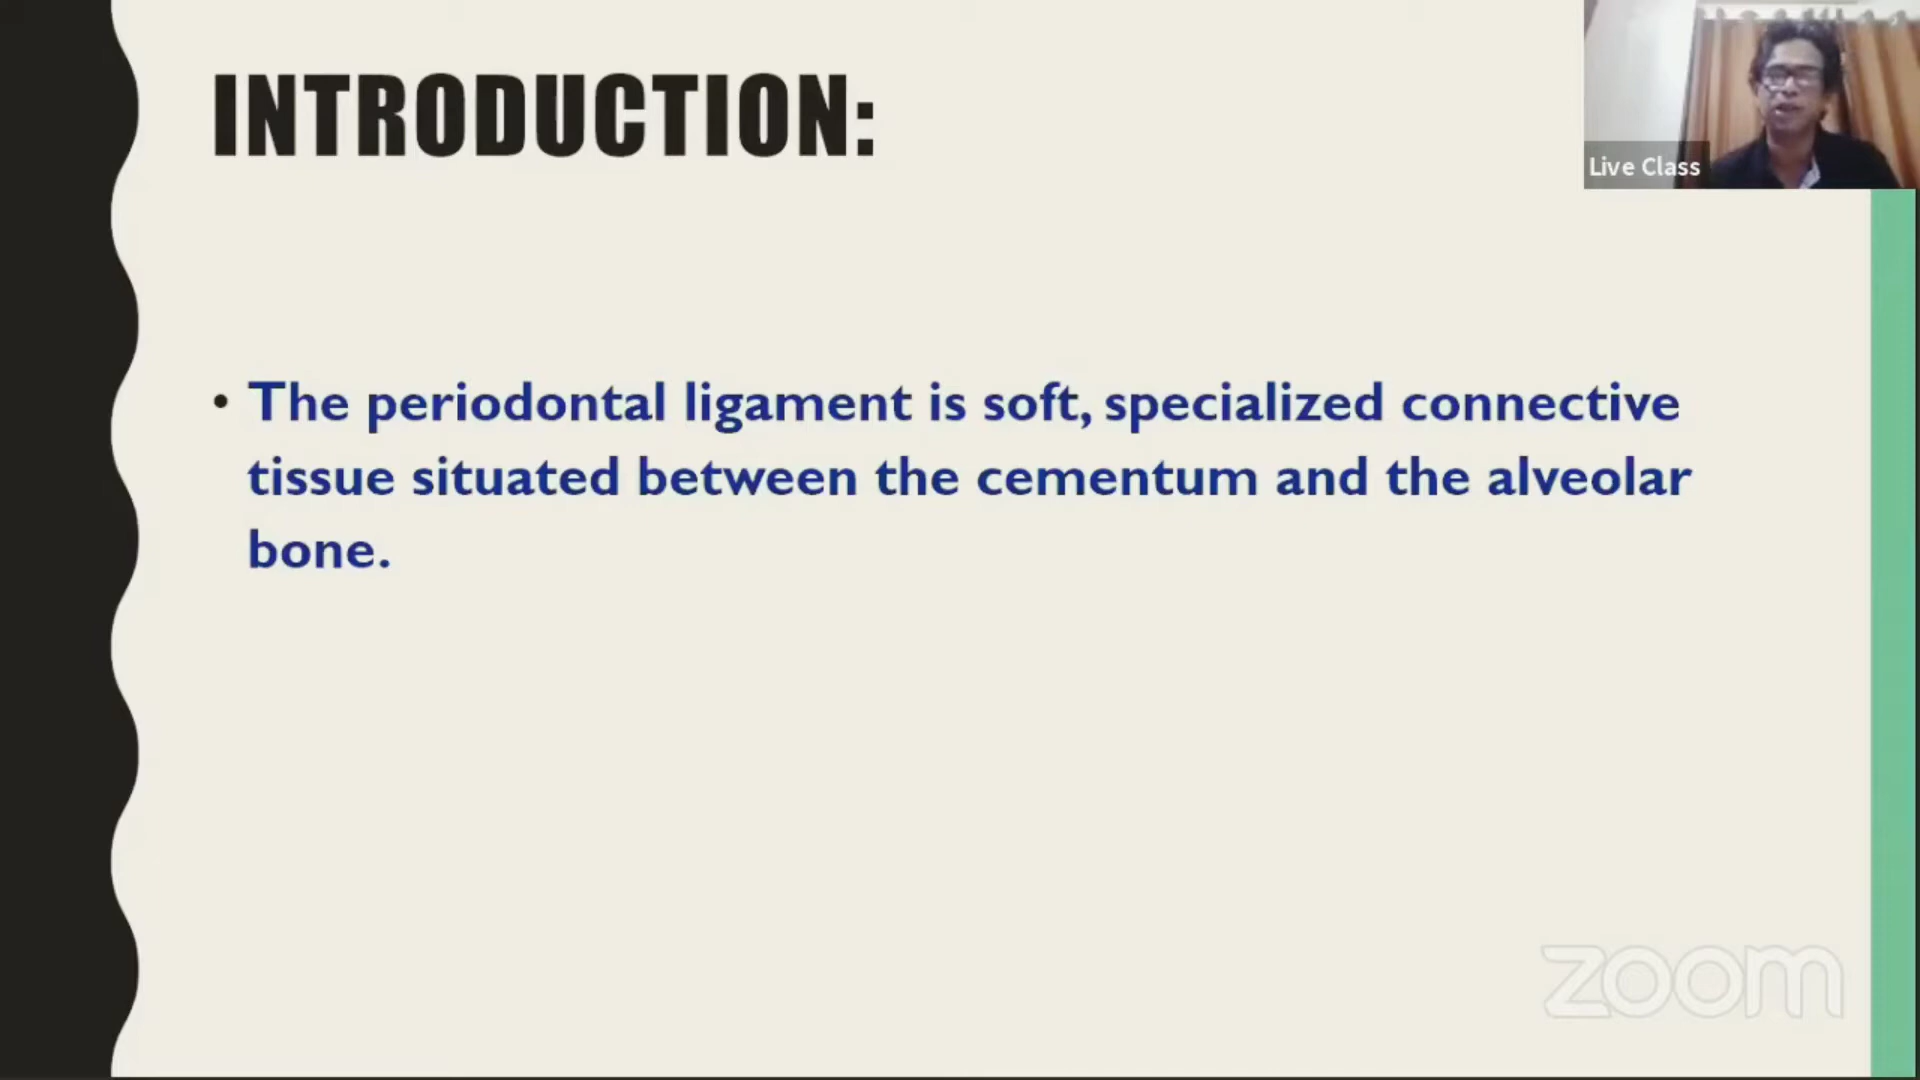 INTRODUCTION:
Live Class
• The periodontal ligament is soft, specialized connective
tissue situated between the cementum and the alveolar
bone.
zoom